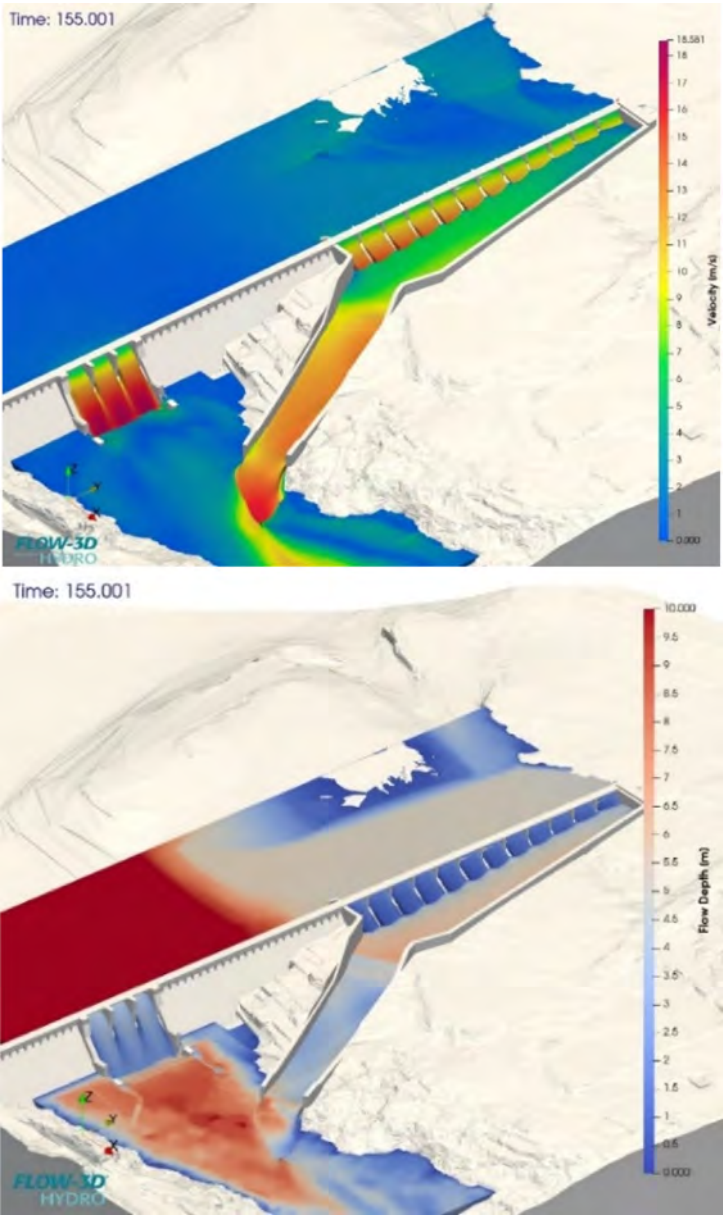 Time: 155.001
18.581
18
17
16
15
14
13
12
11
10
9
8
7
6
5
4
3
2
1
0.000
Velocity (m/s)
Z
Y
X
FLOW-3D
HYDRO
Time: 155.001
10.000
9.5
9
8.5
8
7.5
7
6.5
6
5.5
5
4.5
4
3.5
3
2.5
2
1.5
1
0.5
0.000
Flow Depth (m)
Z
Y
X
FLOW-3D
HYDRO